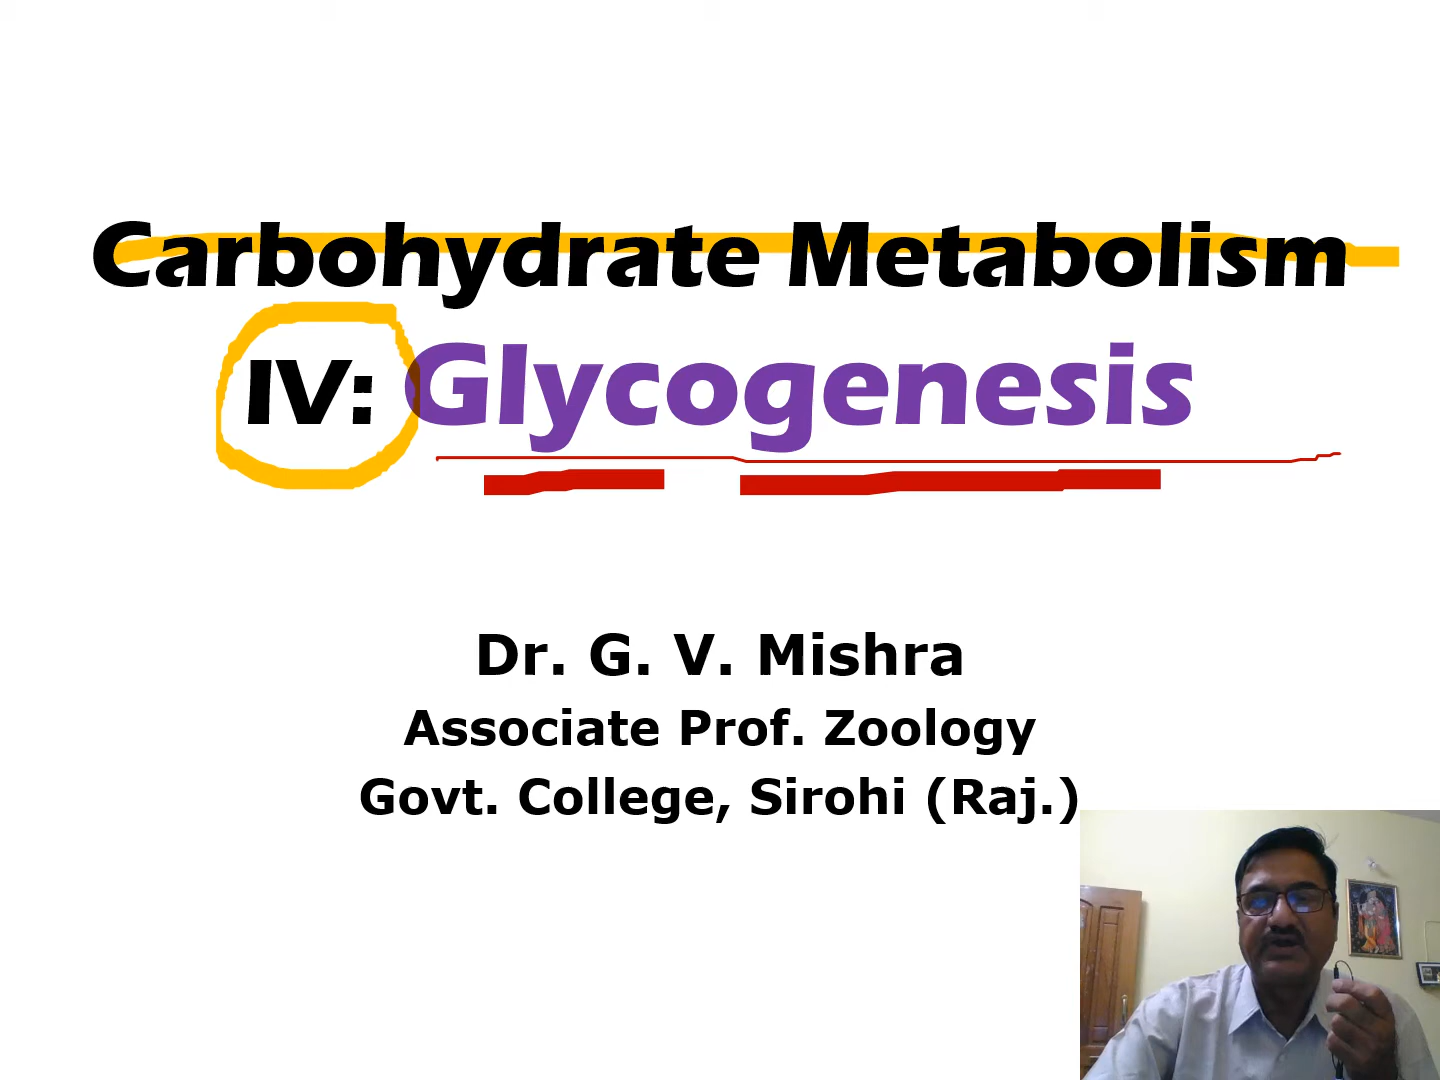 Carbohydrate Metabolism
IV: Glycogenesis
Dr. G. V. Mishra
Associate Prof. Zoology
Govt. College, Sirohi (Raj.)